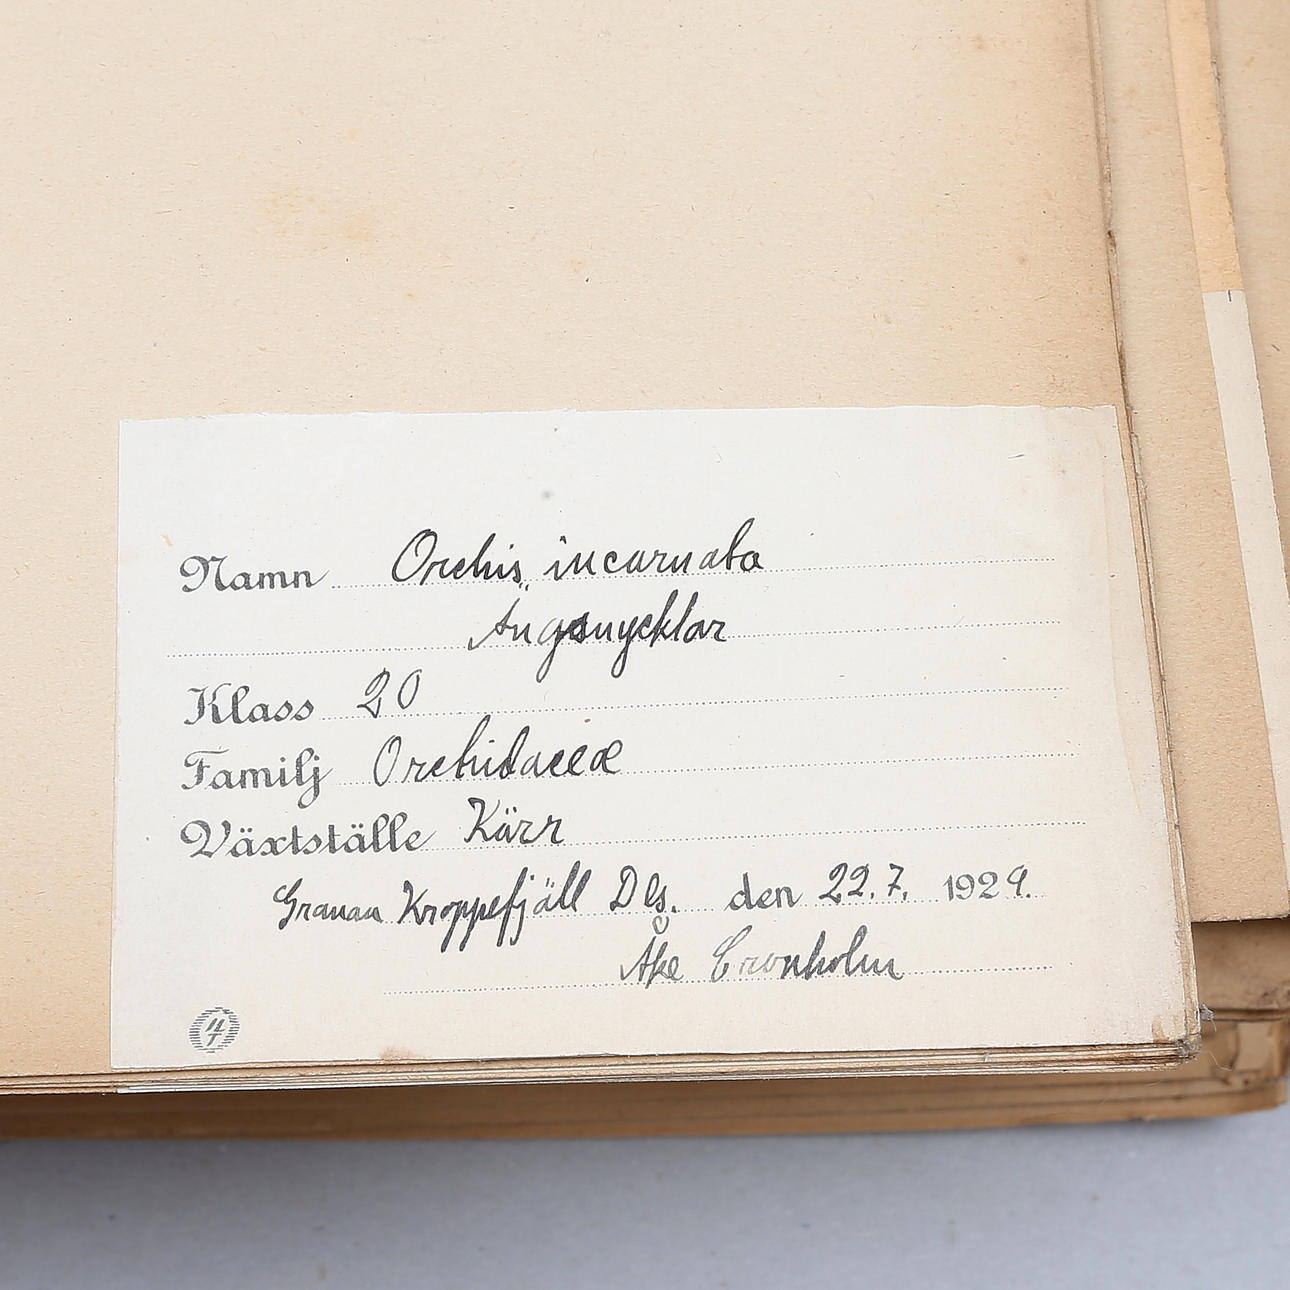 Namn Orchis incarnata
Ängsnycklar
Klass 20
Familj Orchidaceæ
Växtställe Kärr
Granan Kroppefjäll Dls. den 22.7. 1929.
Åke Cronholm